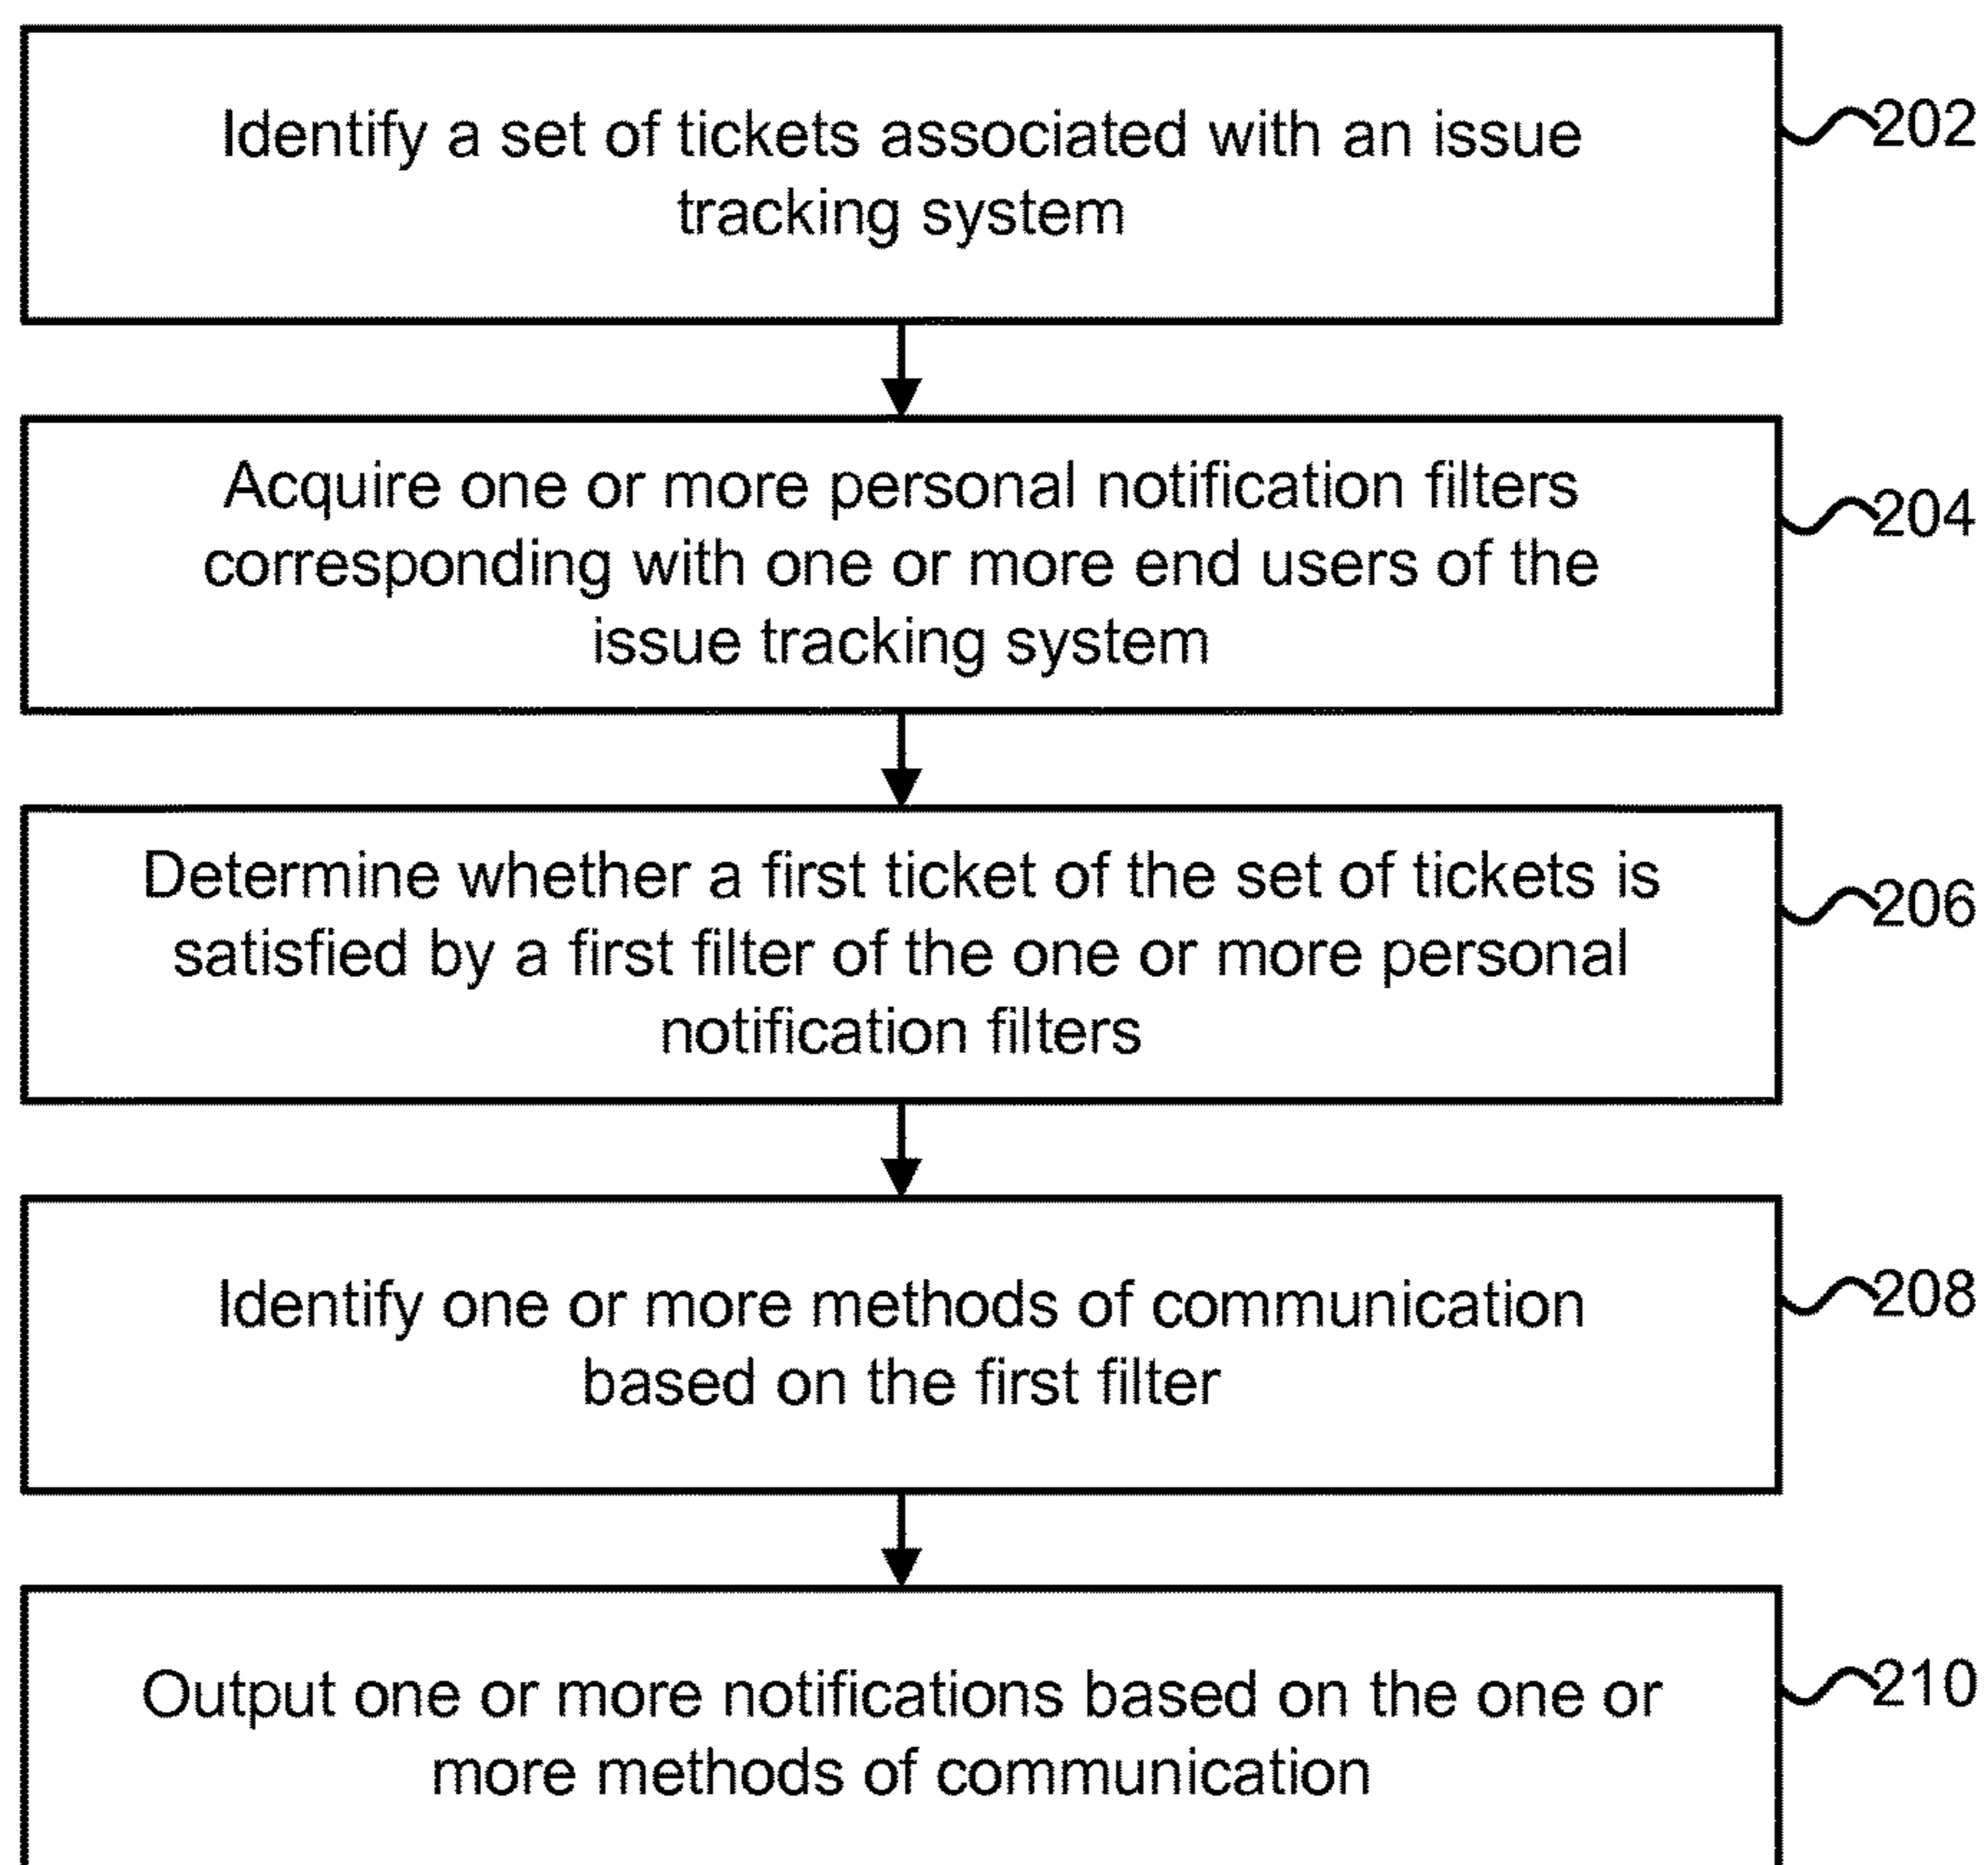 Identify a set of tickets associated with an issue
tracking system
202
Acquire one or more personal notification filters
corresponding with one or more end users of the
issue tracking system
204
Determine whether a first ticket of the set of tickets is
satisfied by a first filter of the one or more personal
notification filters
206
Identify one or more methods of communication
based on the first filter
208
Output one or more notifications based on the one or
more methods of communication
210